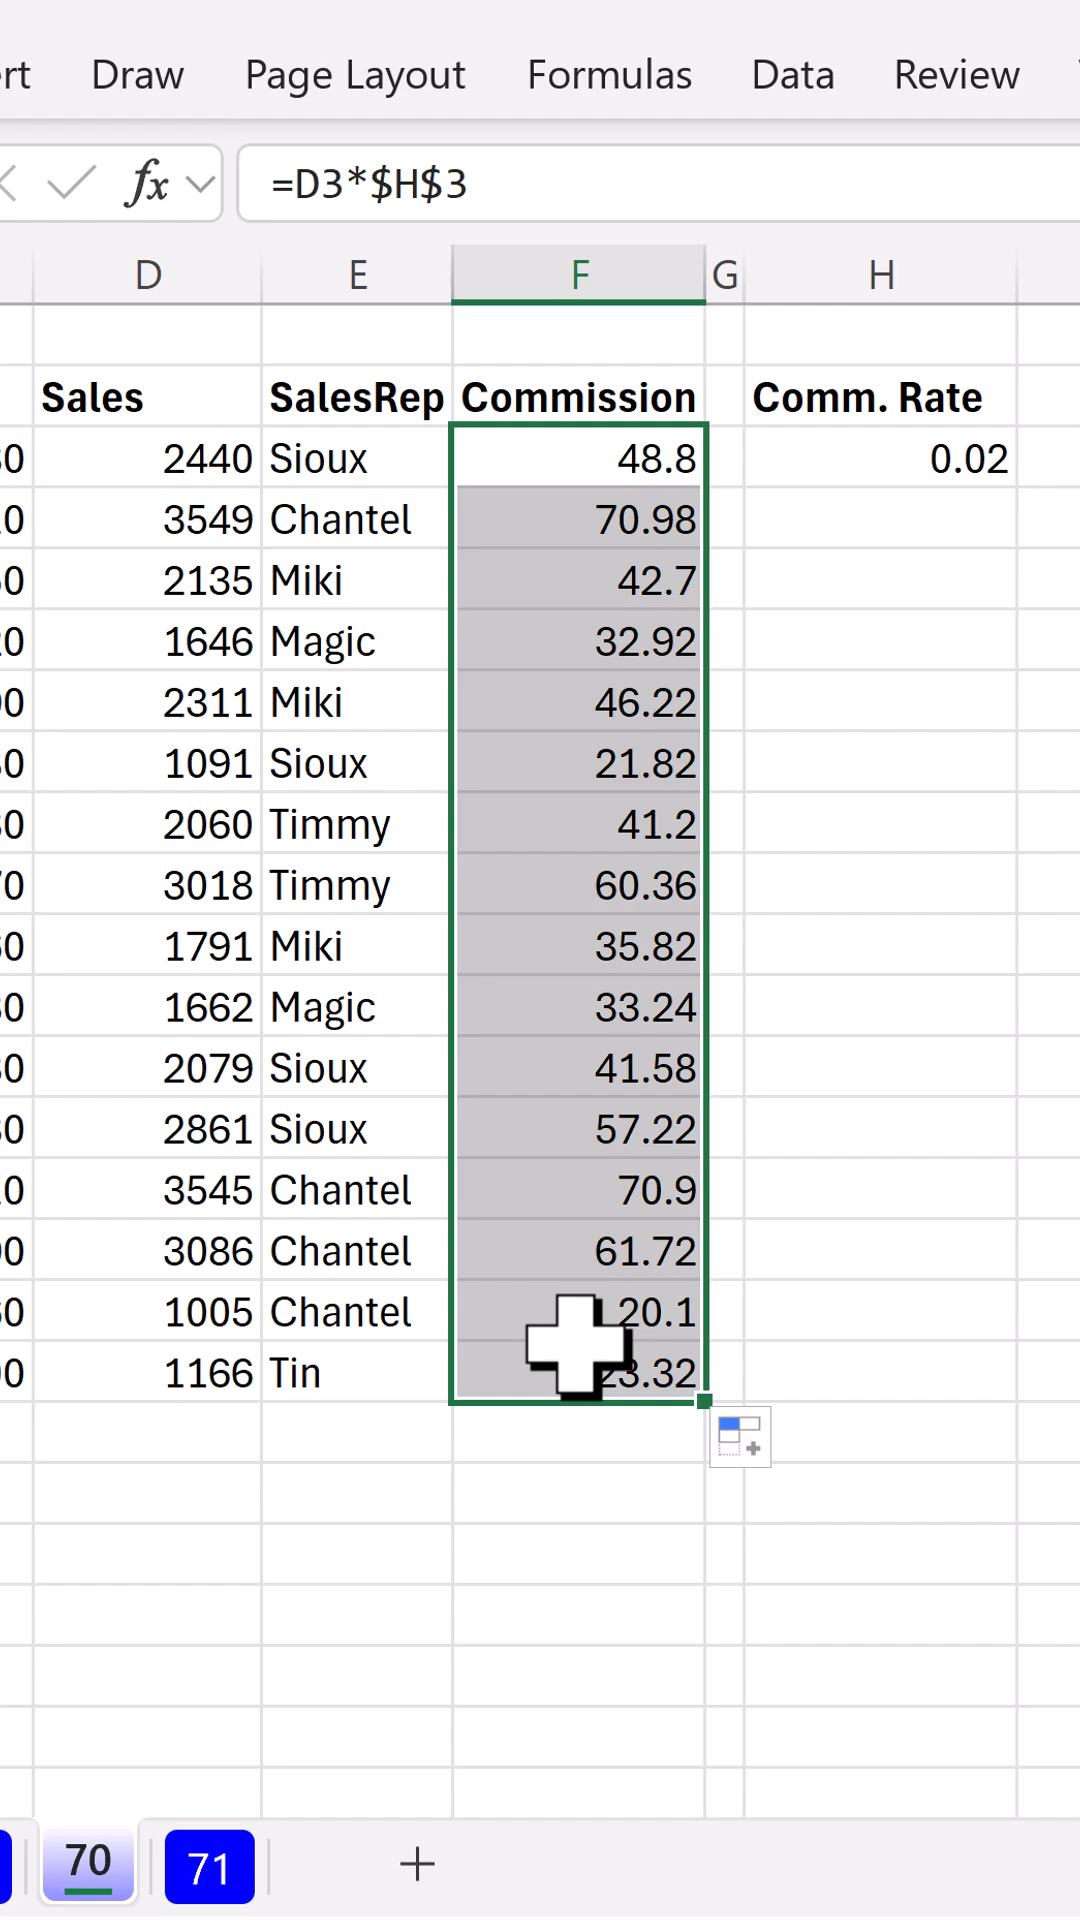 Draw Page Layout Formulas Data Review
fx =D3*$H$3
D E F G H
Sales SalesRep Commission Comm. Rate
2440 Sioux 48.8 0.02
3549 Chantel 70.98
2135 Miki 42.7
1646 Magic 32.92
2311 Miki 46.22
1091 Sioux 21.82
2060 Timmy 41.2
3018 Timmy 60.36
1791 Miki 35.82
1662 Magic 33.24
2079 Sioux 41.58
2861 Sioux 57.22
3545 Chantel 70.9
3086 Chantel 61.72
1005 Chantel 20.1
1166 Tin 23.32
70 71